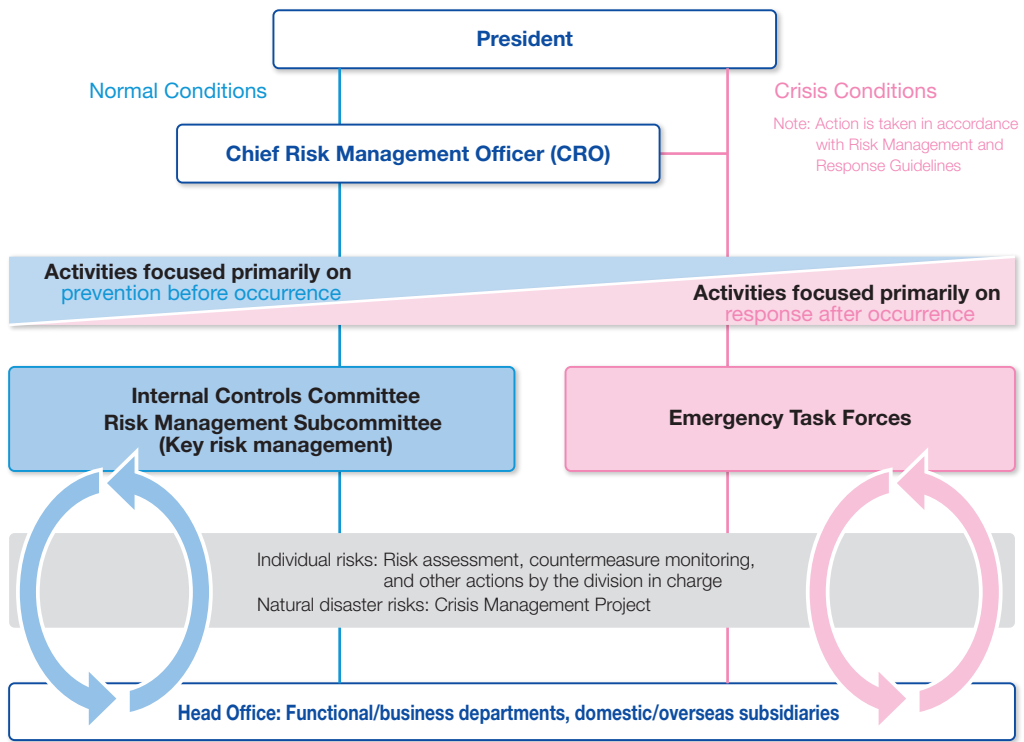 President
Normal Conditions
Crisis Conditions
Note: Action is taken in accordance
with Risk Management and
Response Guidelines
Chief Risk Management Officer (CRO)
Activities focused primarily on
prevention before occurrence
Activities focused primarily on
response after occurrence
Internal Controls Committee
Risk Management Subcommittee
(Key risk management)
Emergency Task Forces
Individual risks: Risk assessment, countermeasure monitoring,
and other actions by the division in charge
Natural disaster risks: Crisis Management Project
Head Office: Functional/business departments, domestic/overseas subsidiaries